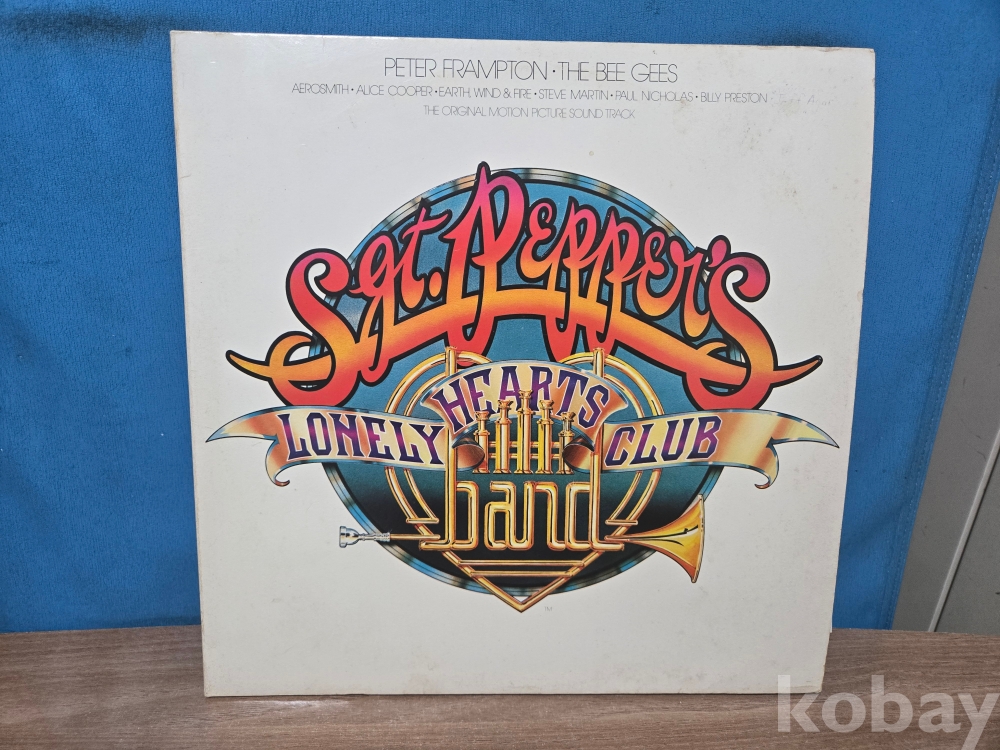 PETER FRAMPTON • THE BEE GEES
AEROSMITH • ALICE COOPER • EARTH, WIND & FIRE • STEVE MARTIN • PAUL NICHOLAS • BILLY PRESTON
THE ORIGINAL MOTION PICTURE SOUND TRACK
Sgt. Pepper's
LONELY HEARTS CLUB
band
TM
kobay